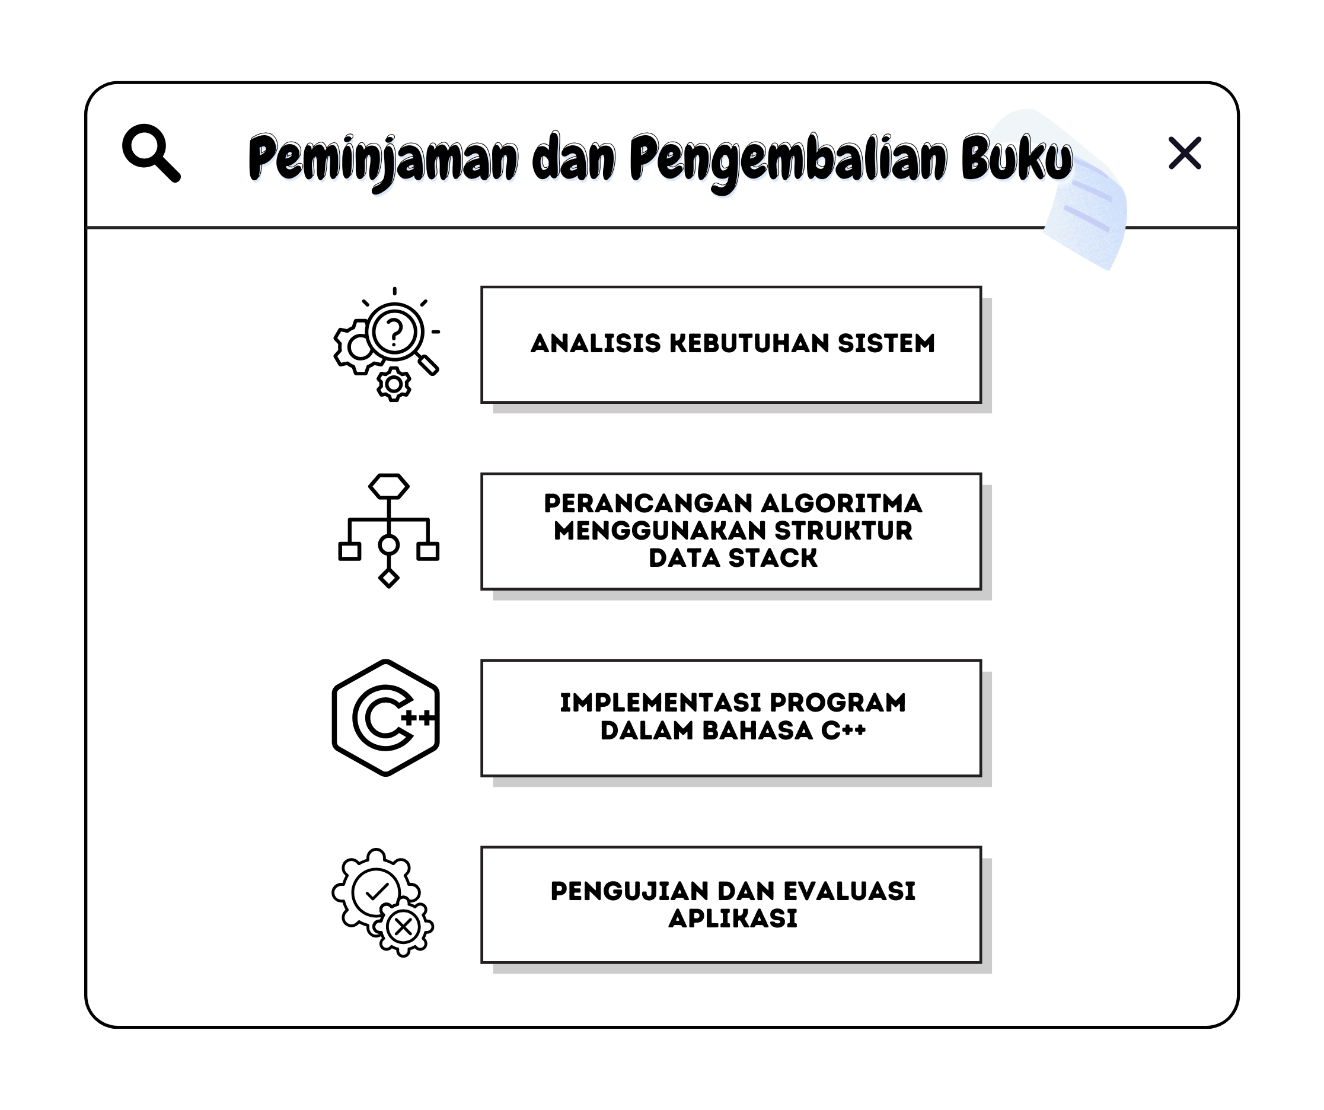 Peminjaman dan Pengembalian Buku
?
ANALISIS KEBUTUHAN SISTEM
PERANCANGAN ALGORITMA
MENGGUNAKAN STRUKTUR
DATA STACK
C++
IMPLEMENTASI PROGRAM
DALAM BAHASA C++
PENGUJIAN DAN EVALUASI
APLIKASI